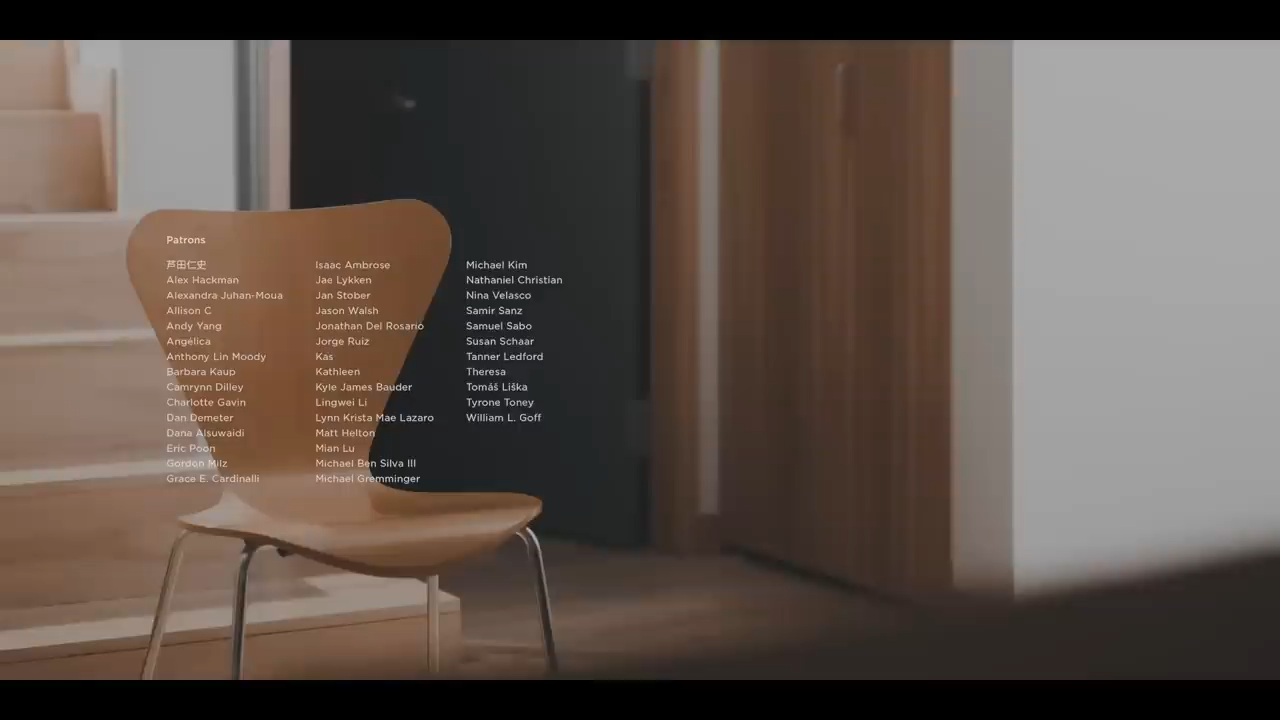 Patrons
芦田仁史
Alex Hackman
Alexandra Juhan-Moua
Allison C
Andy Yang
Angélica
Anthony Lin Moody
Barbara Kaup
Camrynn Dilley
Charlotte Gavin
Dan Demeter
Dana Alsuwaidi
Eric Poon
Gordon Milz
Grace E. Cardinalli
Isaac Ambrose
Jae Lykken
Jan Stober
Jason Walsh
Jonathan Del Rosario
Jorge Ruiz
Kas
Kathleen
Kyle James Bauder
Lingwei Li
Lynn Krista Mae Lazaro
Matt Helton
Mian Lu
Michael Ben Silva III
Michael Gremminger
Michael Kim
Nathaniel Christian
Nina Velasco
Samir Sanz
Samuel Sabo
Susan Schaar
Tanner Ledford
Theresa
Tomáš Liška
Tyrone Toney
William L. Goff